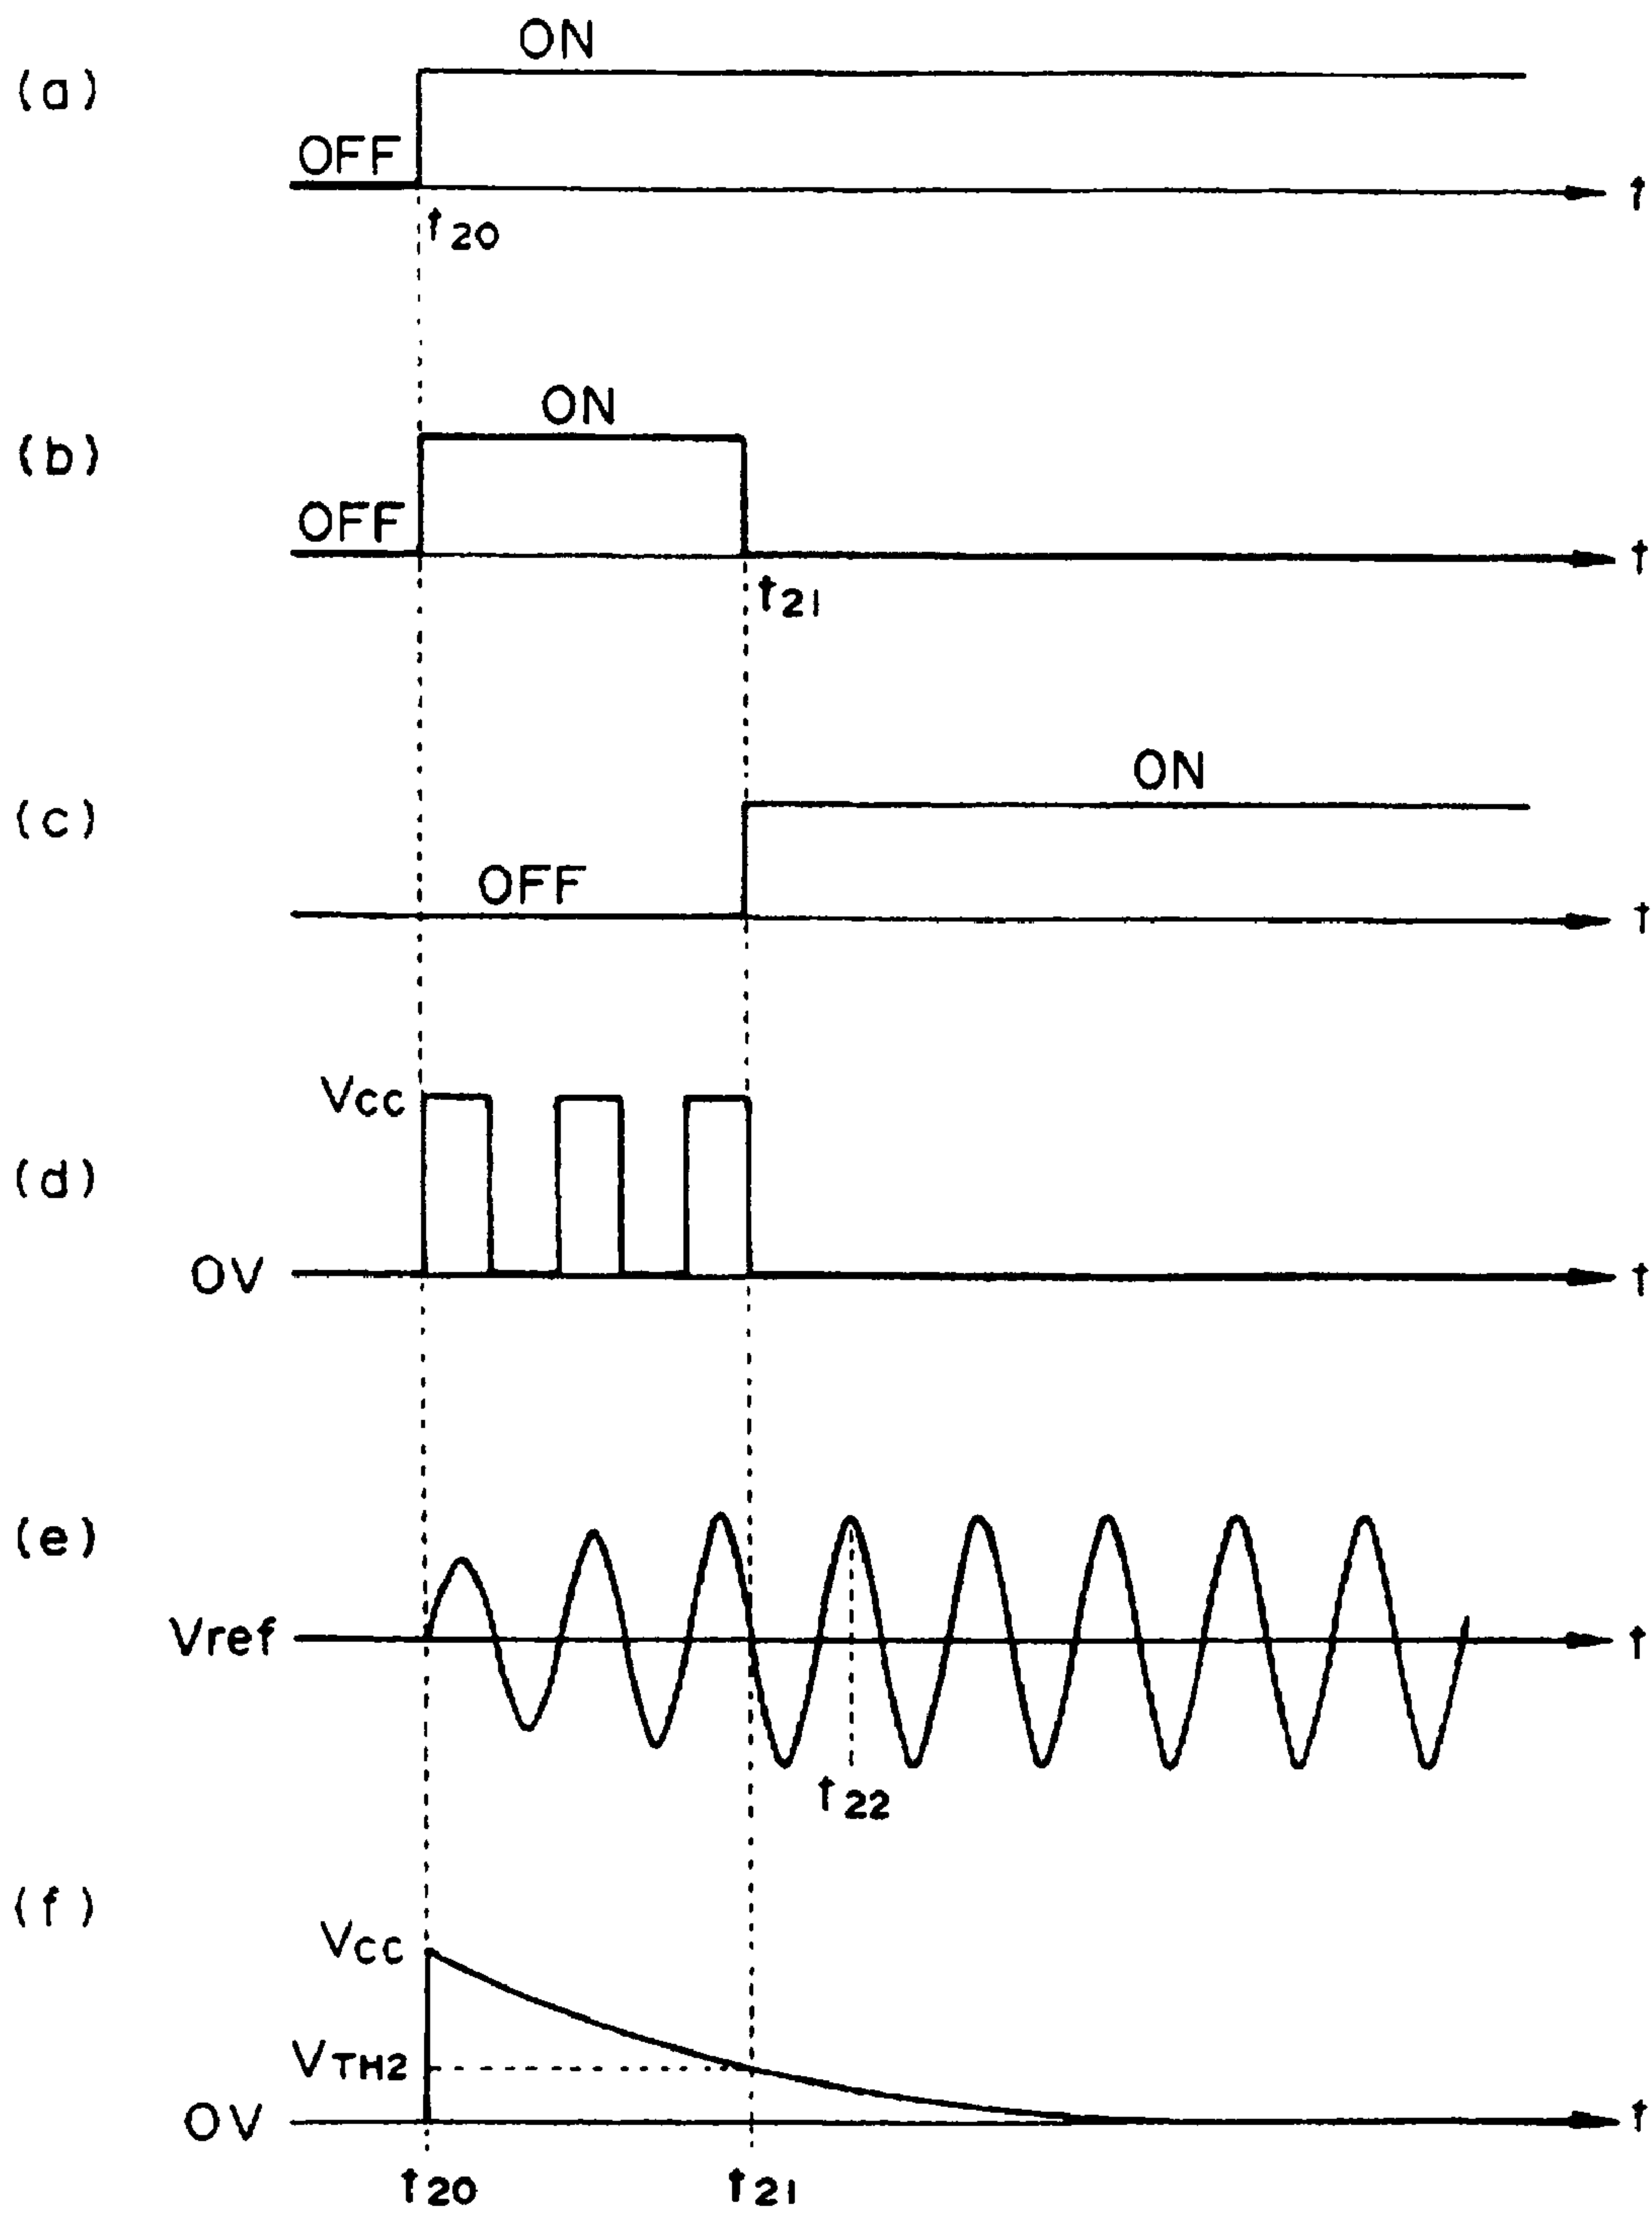 ON
(a)
OFF
t
t20
ON
(b)
OFF
t
t21
ON
(c)
OFF
t
Vcc
(d)
0V
t
(e)
Vref
t
t22
(f)
Vcc
VTH2
0V
t
t20
t21